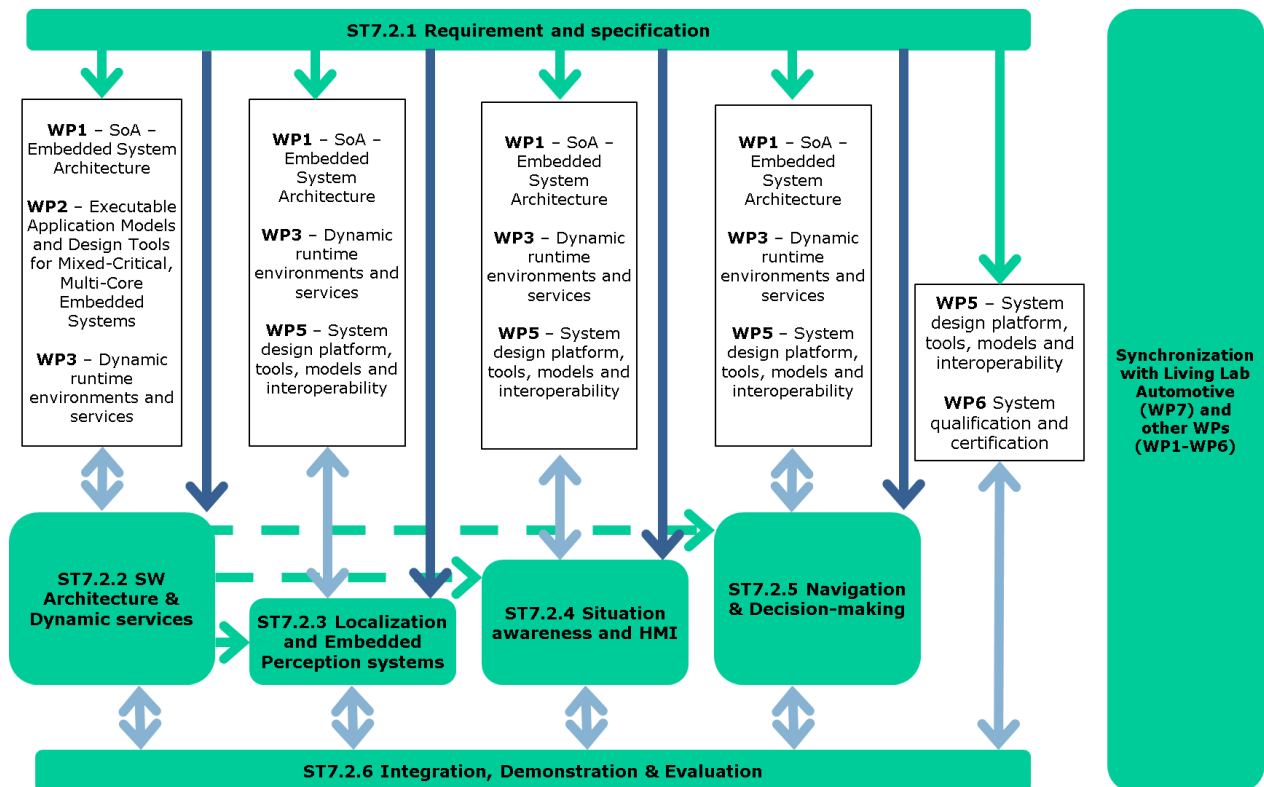 ST7.2.1 Requirement and specification
WP1 – SoA –
Embedded System
Architecture
WP2 – Executable
Application Models
and Design Tools
for Mixed-Critical,
Multi-Core
Embedded
Systems
WP3 – Dynamic
runtime
environments and
services
WP1 – SoA –
Embedded
System
Architecture
WP3 – Dynamic
runtime
environments and
services
WP5 – System
design platform,
tools, models and
interoperability
WP1 – SoA –
Embedded
System
Architecture
WP3 – Dynamic
runtime
environments and
services
WP5 – System
design platform,
tools, models and
interoperability
WP1 – SoA –
Embedded
System
Architecture
WP3 – Dynamic
runtime
environments and
services
WP5 – System
design platform,
tools, models and
interoperability
WP5 – System
design platform,
tools, models and
interoperability
WP6 System
qualification and
certification
Synchronization
with Living Lab
Automotive
(WP7) and
other WPs
(WP1-WP6)
ST7.2.2 SW
Architecture &
Dynamic services
ST7.2.3 Localization
and Embedded
Perception systems
ST7.2.4 Situation
awareness and HMI
ST7.2.5 Navigation
& Decision-making
ST7.2.6 Integration, Demonstration & Evaluation